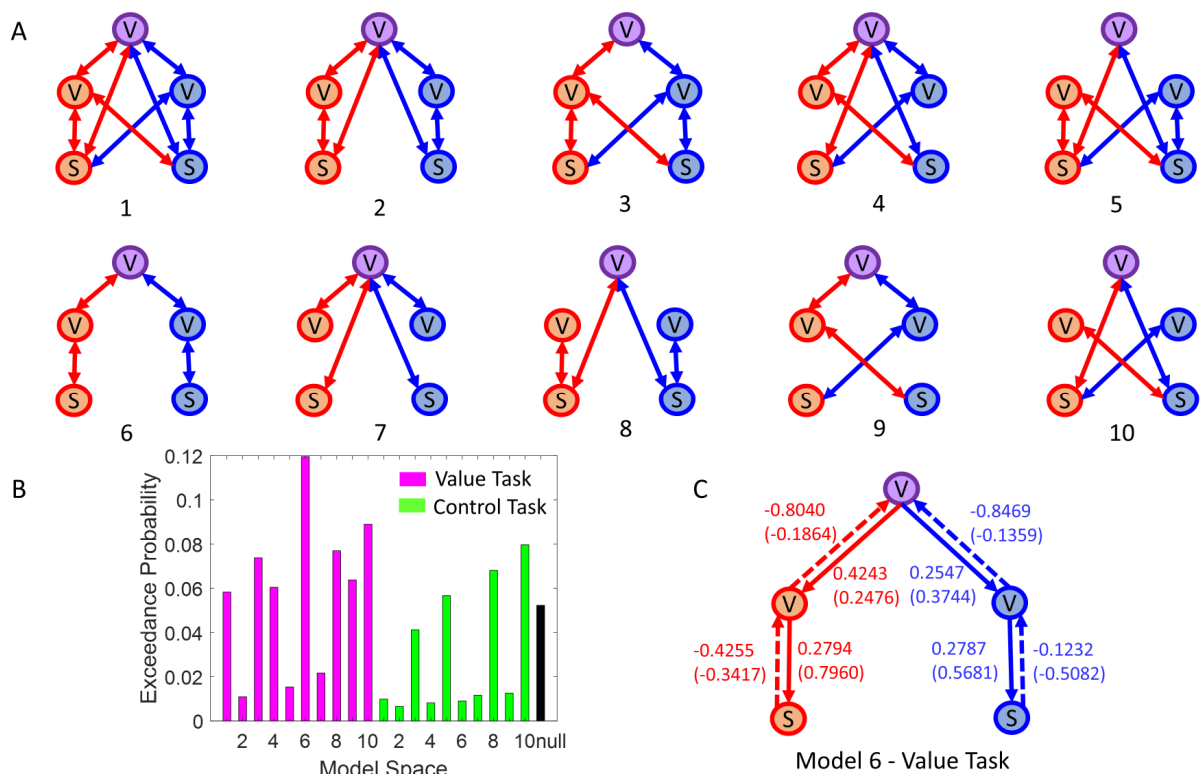 A
V V V V V
V V V V V V V V V V
S S S S S S S S S S
1 2 3 4 5
V V V V V
V V V V V V V V V V
S S S S S S S S S S
6 7 8 9 10
B
Exceedance Probability
0.12
0.1
0.08
0.06
0.04
0.02
0
Value Task
Control Task
2 4 6 8 10 2 4 6 8 10null
Model Space
C
V
-0.8040
(-0.1864)
-0.8469
(-0.1359)
0.4243
(0.2476)
0.2547
(0.3744)
V V
-0.4255
(-0.3417)
0.2794
(0.7960)
0.2787
(0.5681)
-0.1232
(-0.5082)
S S
Model 6 - Value Task